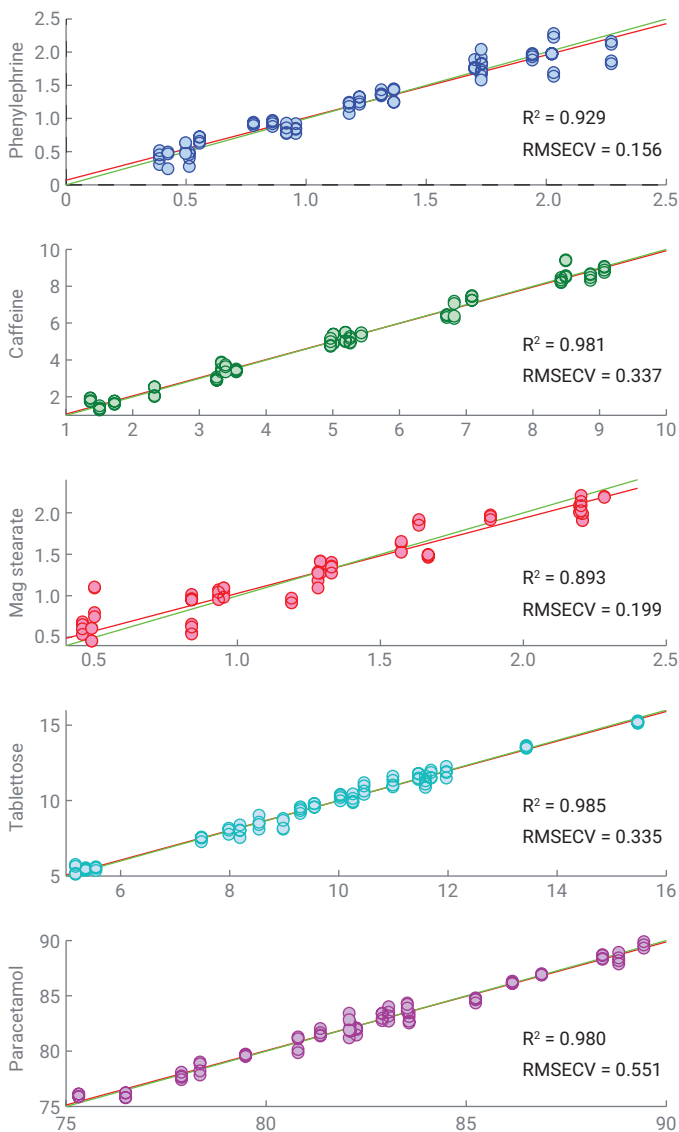 Phenylephrine
2.5
2.0
1.5
1.0
0.5
0
R² = 0.929
RMSECV = 0.156
0 0.5 1.0 1.5 2.0 2.5
Caffeine
10
8
6
4
2
R² = 0.981
RMSECV = 0.337
1 2 3 4 5 6 7 8 9 10
Mag stearate
2.0
1.5
1.0
0.5
R² = 0.893
RMSECV = 0.199
0.5 1.0 1.5 2.0 2.5
Tablettose
15
10
5
R² = 0.985
RMSECV = 0.335
6 8 10 12 14 16
Paracetamol
90
85
80
75
R² = 0.980
RMSECV = 0.551
75 80 85 90